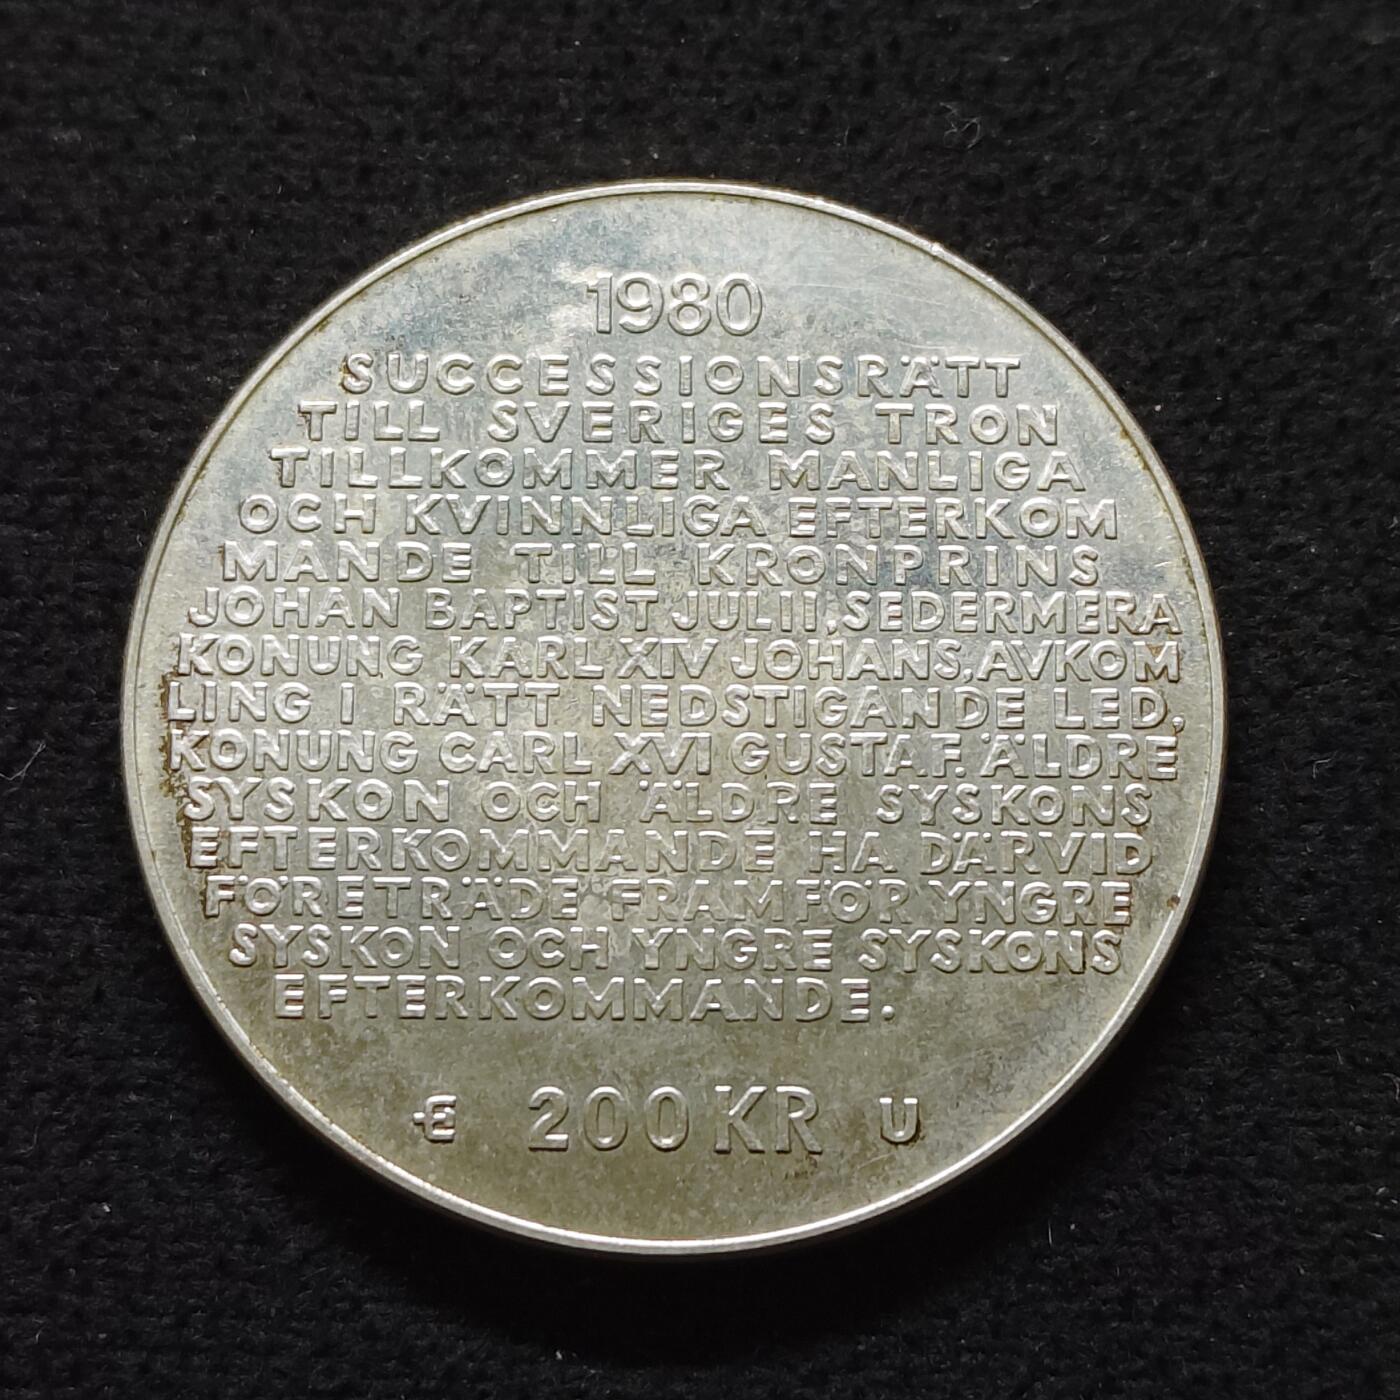 1980
SUCCESSIONSRÄTT
TILL SVERIGES TRON
TILLKOMMER MANLIGA
OCH KVINNLIGA EFTERKOM
MANDE TILL KRONPRINS
JOHAN BAPTIST JULII, SEDERMERA
KONUNG KARL XIV JOHANS, AVKOM
LING I RÄTT NEDSTIGANDE LED,
KONUNG CARL XVI GUSTAF. ÄLDRE
SYSKON OCH ÄLDRE SYSKONS
EFTERKOMMANDE HA DÄRVID
FÖRETRÄDE FRAMFÖR YNGRE
SYSKON OCH YNGRE SYSKONS
EFTERKOMMANDE.
E 200 KR U